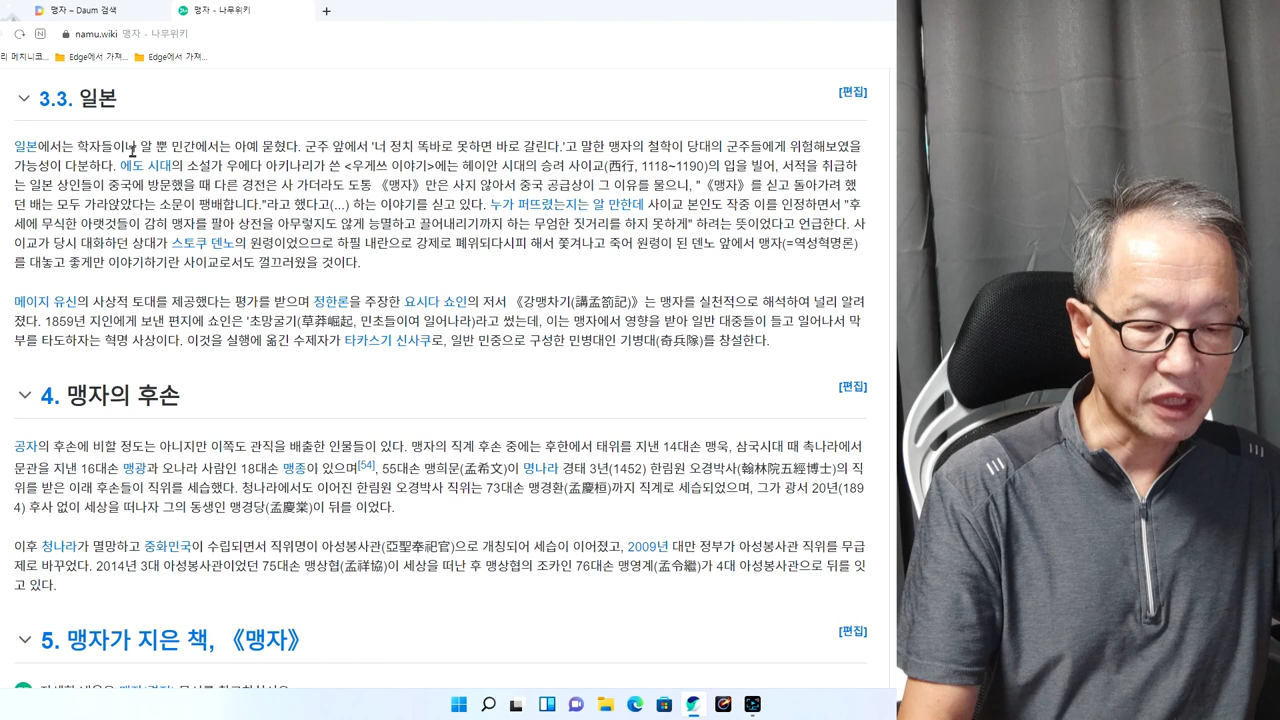 맹자 – Daum 검색
맹자 - 나무위키
namu.wiki 맹자 - 나무위키
리 메치니코...
Edge에서 가져...
Edge에서 가져...
3.3. 일본
[편집]
일본에서는 학자들이나 알 뿐 민간에서는 아예 묻혔다. 군주 앞에서 '너 정치 똑바로 못하면 바로 갈린다.'고 말한 맹자의 철학이 당대의 군주들에게 위험해보였을
가능성이 다분하다. 에도 시대의 소설가 우에다 아키나리가 쓴 <우게쓰 이야기>에는 헤이안 시대의 승려 사이교(西行, 1118~1190)의 입을 빌어, 서적을 취급하
는 일본 상인들이 중국에 방문했을 때 다른 경전은 사 가더라도 도통 《맹자》만은 사지 않아서 중국 공급상이 그 이유를 물으니, "《맹자》를 싣고 돌아가려 했
던 배는 모두 가라앉았다는 소문이 팽배합니다."라고 했다고(...) 하는 이야기를 싣고 있다. 누가 퍼뜨렸는지는 알 만한데 사이교 본인도 작중 이를 인정하면서 "후
세에 무식한 아랫것들이 감히 맹자를 팔아 상전을 아무렇지도 않게 능멸하고 끌어내리기까지 하는 무엄한 짓거리를 하지 못하게" 하려는 뜻이었다고 언급한다. 사
이교가 당시 대화하던 상대가 스토쿠 덴노의 원령이었으므로 하필 내란으로 강제로 폐위되다시피 해서 쫓겨나고 죽어 원령이 된 덴노 앞에서 맹자(=역성혁명론)
를 대놓고 좋게만 이야기하기란 사이교로서도 껄끄러웠을 것이다.
메이지 유신의 사상적 토대를 제공했다는 평가를 받으며 정한론을 주장한 요시다 쇼인의 저서 《강맹차기(講孟箚記)》는 맹자를 실천적으로 해석하여 널리 알려
졌다. 1859년 지인에게 보낸 편지에 쇼인은 '초망굴기(草莽崛起, 민초들이여 일어나라)라고 썼는데, 이는 맹자에서 영향을 받아 일반 대중들이 들고 일어나서 막
부를 타도하자는 혁명 사상이다. 이것을 실행에 옮긴 수제자가 타카스기 신사쿠로, 일반 민중으로 구성한 민병대인 기병대(奇兵隊)를 창설한다.
4. 맹자의 후손
[편집]
공자의 후손에 비할 정도는 아니지만 이쪽도 관직을 배출한 인물들이 있다. 맹자의 직계 후손 중에는 후한에서 태위를 지낸 14대손 맹욱, 삼국시대 때 촉나라에서
문관을 지낸 16대손 맹광과 오나라 사람인 18대손 맹종이 있으며[54], 55대손 맹희문(孟希文)이 명나라 경태 3년(1452) 한림원 오경박사(翰林院五經博士)의 직
위를 받은 이래 후손들이 직위를 세습했다. 청나라에서도 이어진 한림원 오경박사 직위는 73대손 맹경환(孟慶桓)까지 직계로 세습되었으며, 그가 광서 20년(189
4) 후사 없이 세상을 떠나자 그의 동생인 맹경당(孟慶棠)이 뒤를 이었다.
이후 청나라가 멸망하고 중화민국이 수립되면서 직위명이 아성봉사관(亞聖奉祀官)으로 개칭되어 세습이 이어졌고, 2009년 대만 정부가 아성봉사관 직위를 무급
제로 바꾸었다. 2014년 3대 아성봉사관이었던 75대손 맹상협(孟祥協)이 세상을 떠난 후 맹상협의 조카인 76대손 맹영계(孟令繼)가 4대 아성봉사관으로 뒤를 잇
고 있다.
5. 맹자가 지은 책, 《맹자》
[편집]